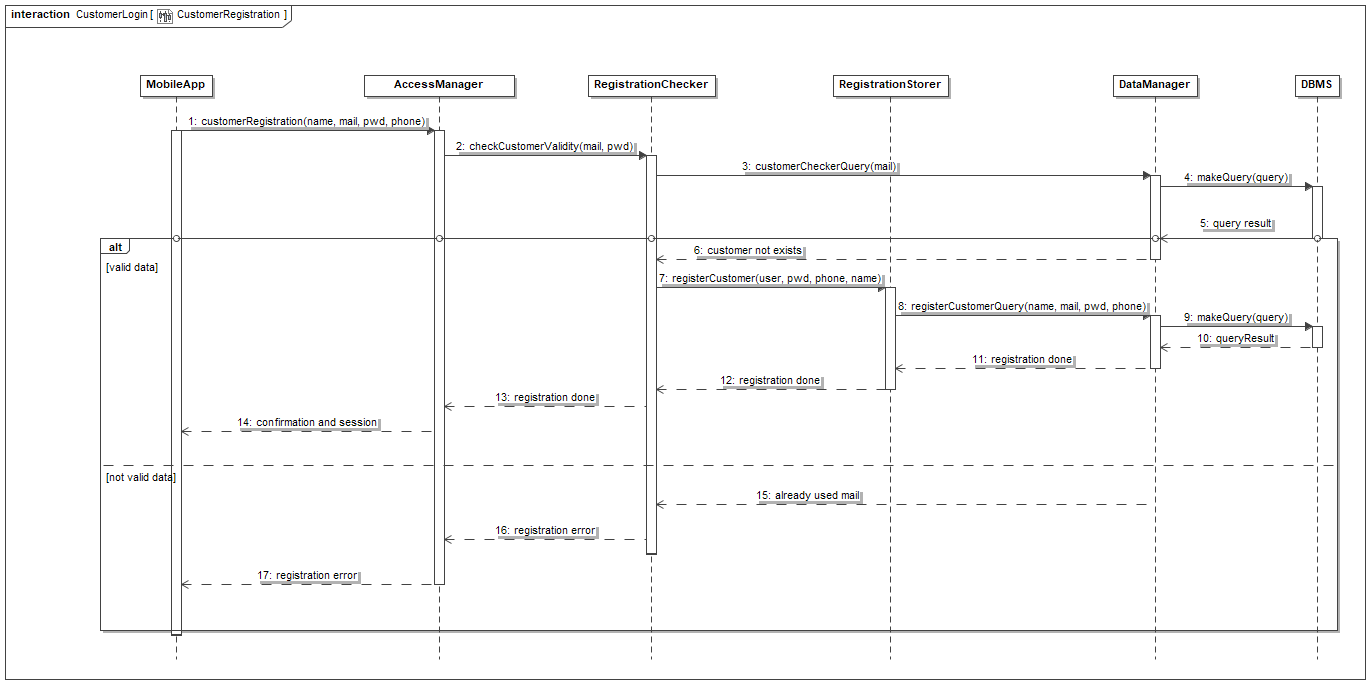 interaction CustomerLogin [ CustomerRegistration ]
MobileApp
AccessManager
RegistrationChecker
RegistrationStorer
DataManager
DBMS
1: customerRegistration(name, mail, pwd, phone)
2: checkCustomerValidity(mail, pwd)
3: customerCheckerQuery(mail)
4: makeQuery(query)
5: query result
alt
6: customer not exists
[valid data]
7: registerCustomer(user, pwd, phone, name)
8: registerCustomerQuery(name, mail, pwd, phone)
9: makeQuery(query)
10: queryResult
11: registration done
12: registration done
13: registration done
14: confirmation and session
[not valid data]
15: already used mail
16: registration error
17: registration error